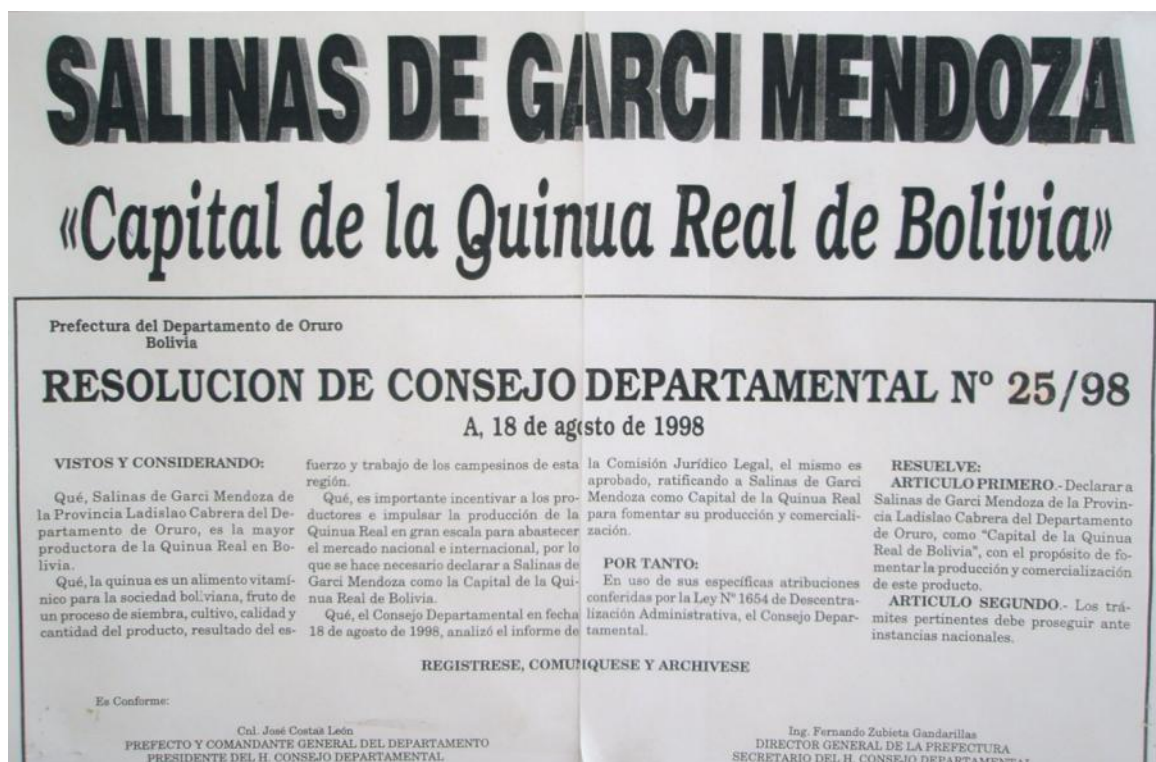 SALINAS DE GARCI MENDOZA
«Capital de la Quinua Real de Bolivia»
Prefectura del Departamento de Oruro
Bolivia
RESOLUCION DE CONSEJO DEPARTAMENTAL Nº 25/98
A, 18 de agosto de 1998
VISTOS Y CONSIDERANDO:
Qué, Salinas de Garci Mendoza de
la Provincia Ladislao Cabrera del De-
partamento de Oruro, es la mayor
productora de la Quinua Real en Bo-
livia.
Qué, la quinua es un alimento vitamí-
nico para la sociedad boliviana, fruto de
un proceso de siembra, cultivo, calidad y
cantidad del producto, resultado del es-
fuerzo y trabajo de los campesinos de esta
región.
Qué, es importante incentivar a los pro-
ductores e impulsar la producción de la
Quinua Real en gran escala para abastecer
el mercado nacional e internacional, por lo
que se hace necesario declarar a Salinas de
Garci Mendoza como la Capital de la Qui-
nua Real de Bolivia.
Qué, el Consejo Departamental en fecha
18 de agosto de 1998, analizó el informe de
la Comisión Jurídico Legal, el mismo es
aprobado, ratificando a Salinas de Garci
Mendoza como Capital de la Quinua Real
para fomentar su producción y comerciali-
zación.
POR TANTO:
En uso de sus específicas atribuciones
conferidas por la Ley Nº 1654 de Descentra-
lización Administrativa, el Consejo Depar-
tamental.
RESUELVE:
ARTICULO PRIMERO.- Declarar a
Salinas de Garci Mendoza de la Provin-
cia Ladislao Cabrera del Departamento
de Oruro, como "Capital de la Quinua
Real de Bolivia", con el propósito de fo-
mentar la producción y comercialización
de este producto.
ARTICULO SEGUNDO.- Los trá-
mites pertinentes debe proseguir ante
instancias nacionales.
REGISTRESE, COMUNIQUESE Y ARCHIVESE
Es Conforme:
Cnl. José Costas León
PREFECTO Y COMANDANTE GENERAL DEL DEPARTAMENTO
PRESIDENTE DEL H. CONSEJO DEPARTAMENTAL
Ing. Fernando Zubieta Gandarillas
DIRECTOR GENERAL DE LA PREFECTURA
SECRETARIO DEL H. CONSEJO DEPARTAMENTAL